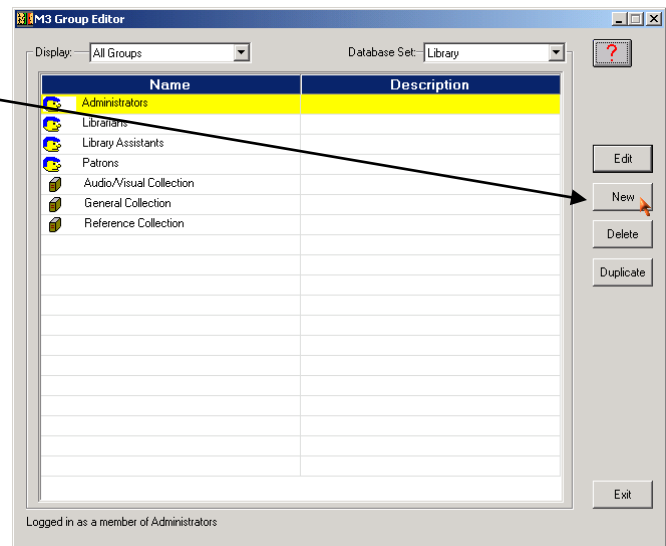 M3 Group Editor
Display: All Groups Database Set: Library ?
Name Description
Administrators
Librarians
Library Assistants
Patrons
Audio/Visual Collection
General Collection
Reference Collection
Edit
New
Delete
Duplicate
Exit
Logged in as a member of Administrators